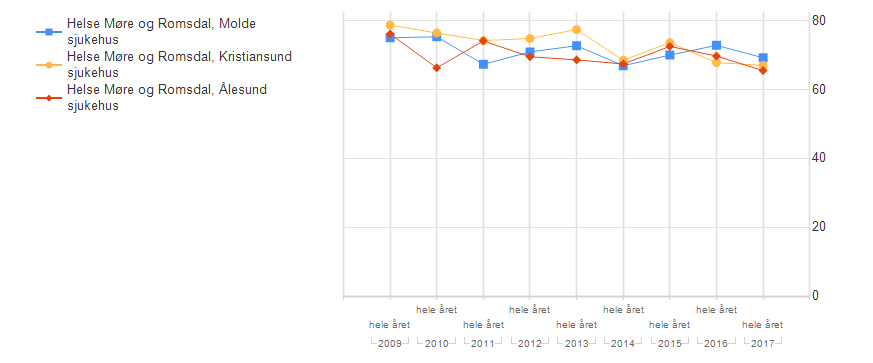 Helse Møre og Romsdal, Molde
sjukehus
Helse Møre og Romsdal, Kristiansund
sjukehus
Helse Møre og Romsdal, Ålesund
sjukehus
80
60
40
20
0
hele året hele året hele året hele året
hele året hele året hele året hele året hele året
2009 2010 2011 2012 2013 2014 2015 2016 2017